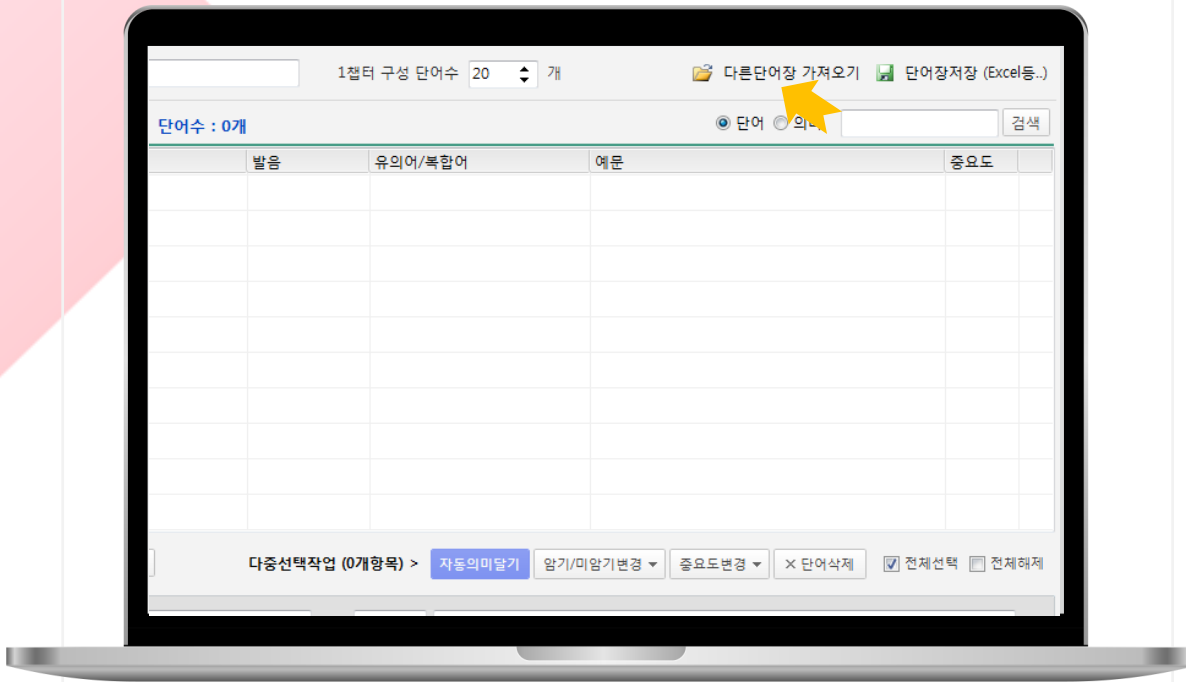 1챕터 구성 단어수 20 개 다른단어장 가져오기 단어장저장 (Excel등..)
단어수 : 0개 단어 검색
발음 유의어/복합어 예문 중요도
다중선택작업 (0개항목) > 자동의미달기 암기/미암기변경 중요도변경 × 단어삭제 전체선택 전체해제